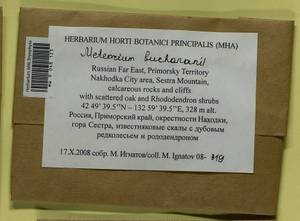 HERBARIUM HORTI BOTANICI PRINCIPALIS (MHA)
Meteorium buchananii
Russian Far East, Primorsky Territory
Nakhodka City area, Sestra Mountain,
calcareous rocks and cliffs
with scattered oak and Rhododendron shrubs
42 49' 39.5"N – 132 59' 39.5"E, 328 m alt.
Россия, Приморский край, окрестности Находки,
гора Сестра, известняковые скалы с дубовым
редколесьем и рододендроном
17.X.2008 собр. М. Игнатов/coll. M. Ignatov 08-319